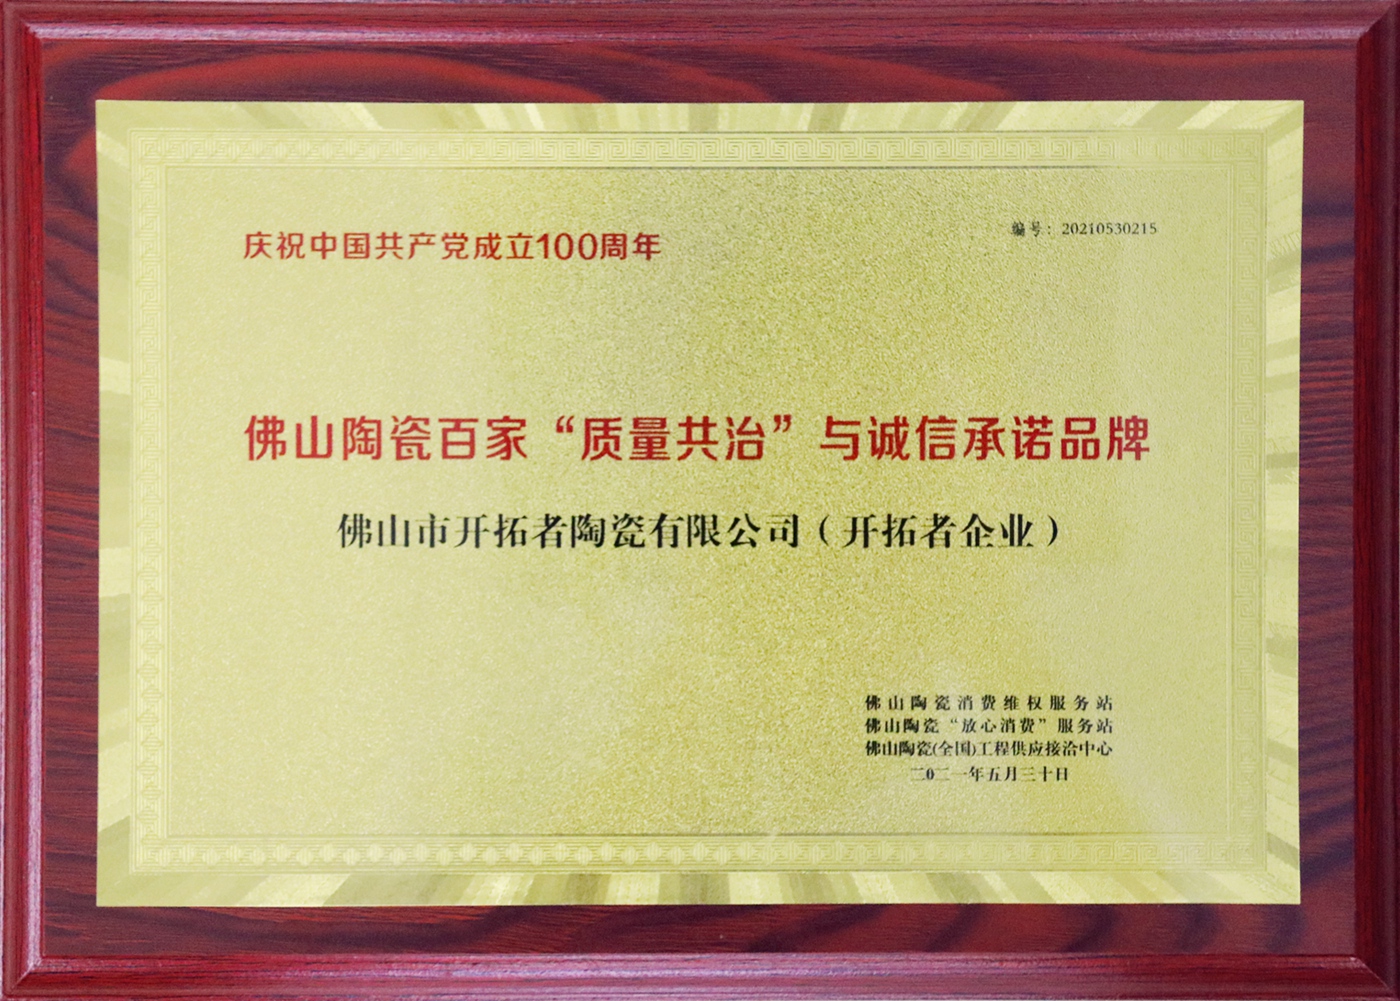 庆祝中国共产党成立100周年
编号：20210530215
佛山陶瓷百家“质量共治”与诚信承诺品牌
佛山市开拓者陶瓷有限公司（开拓者企业）
佛山陶瓷消费维权服务站
佛山陶瓷“放心消费”服务站
佛山陶瓷(全国)工程供应接洽中心
二0二一年五月三十日